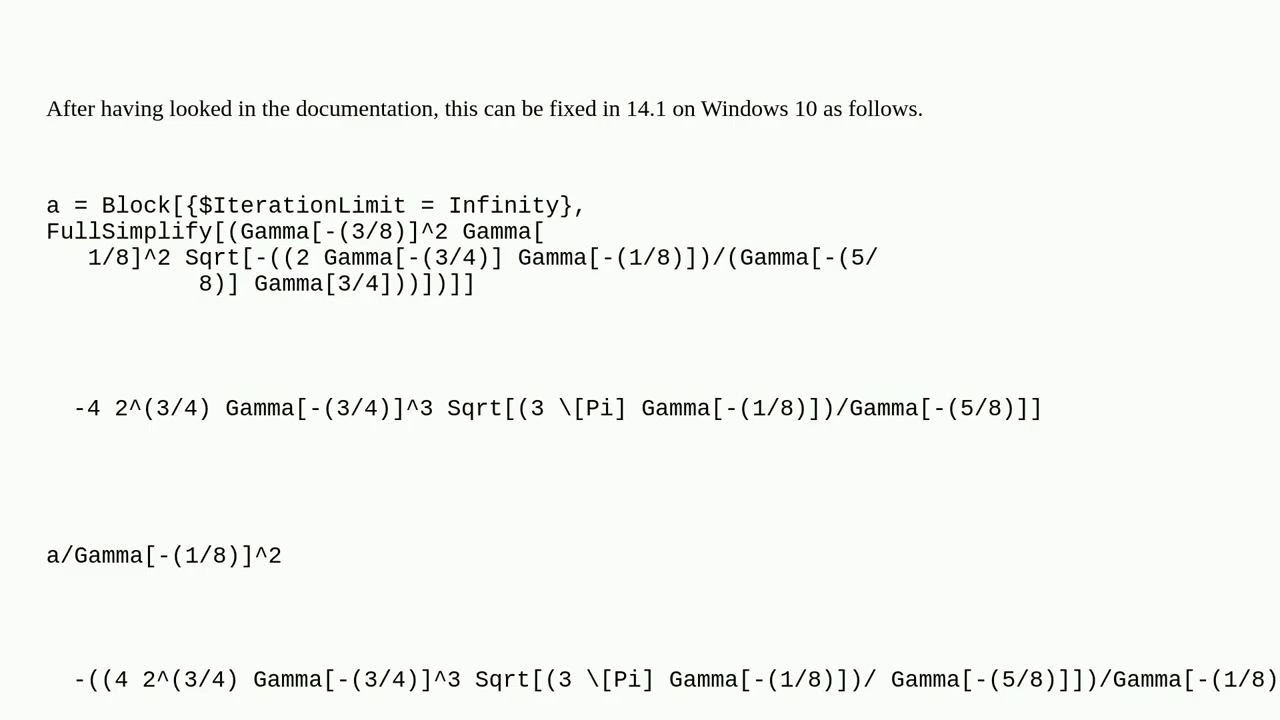 After having looked in the documentation, this can be fixed in 14.1 on Windows 10 as follows.
a = Block[{$IterationLimit = Infinity},
FullSimplify[(Gamma[-(3/8)]^2 Gamma[
1/8]^2 Sqrt[-((2 Gamma[-(3/4)] Gamma[-(1/8)])/(Gamma[-(5/
8)] Gamma[3/4]))])]]
-4 2^(3/4) Gamma[-(3/4)]^3 Sqrt[(3 \[Pi] Gamma[-(1/8)])/Gamma[-(5/8)]]
a/Gamma[-(1/8)]^2
-((4 2^(3/4) Gamma[-(3/4)]^3 Sqrt[(3 \[Pi] Gamma[-(1/8)])/ Gamma[-(5/8)]])/Gamma[-(1/8)